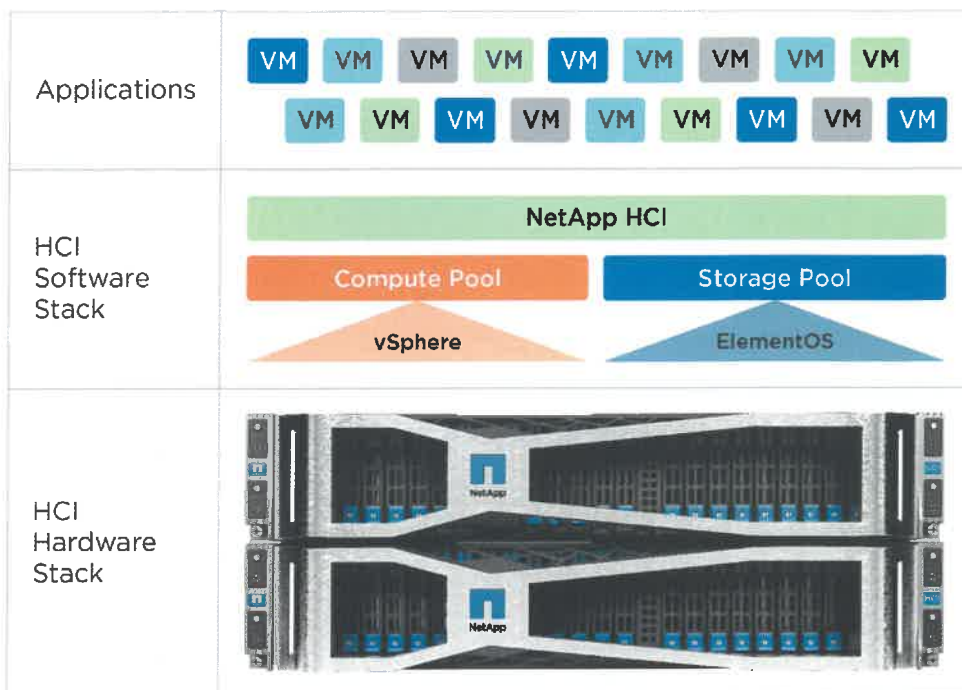 Applications
VM VM VM VM VM VM VM VM VM
VM VM VM VM VM VM VM VM VM
HCI
Software
Stack
NetApp HCI
Compute Pool
Storage Pool
vSphere
ElementOS
HCI
Hardware
Stack
NetApp
NetApp